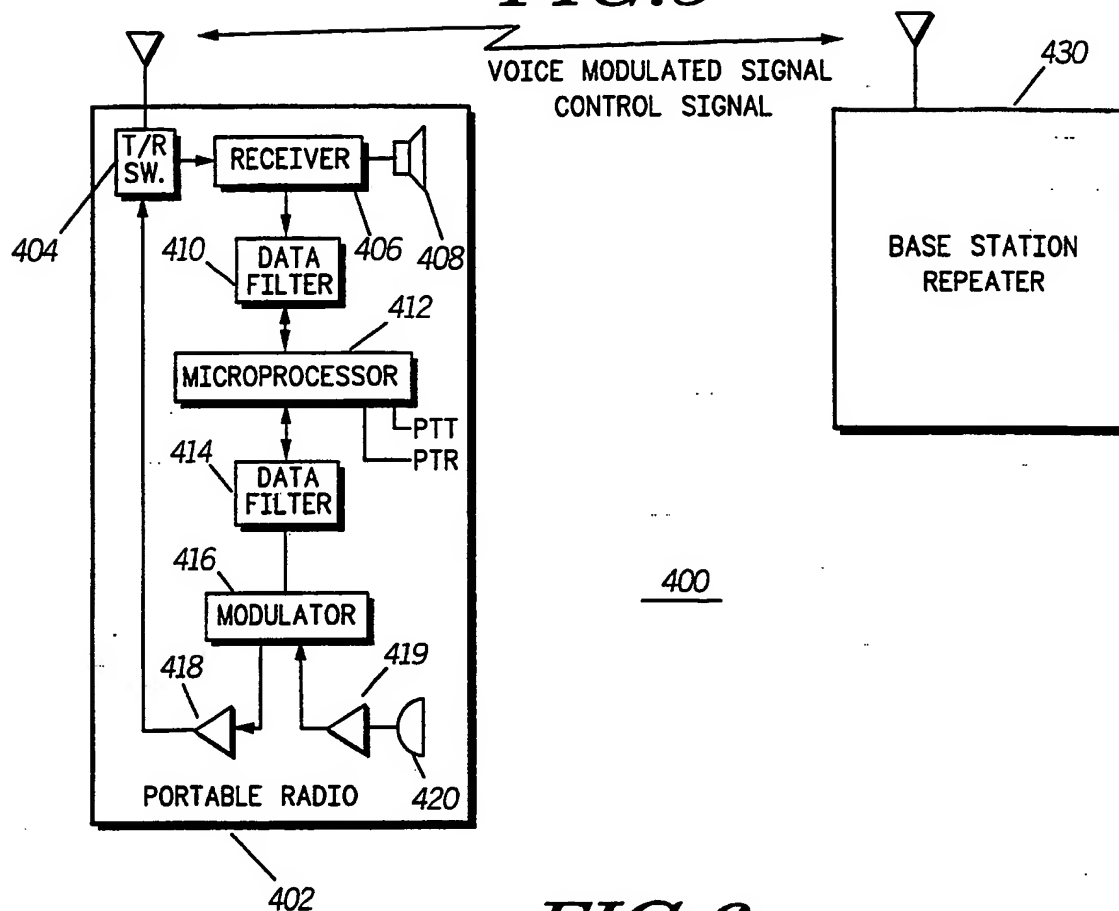 VOICE MODULATED SIGNAL
CONTROL SIGNAL
430
T/R
SW.
RECEIVER
404
406
408
410
DATA
FILTER
BASE STATION
REPEATER
412
MICROPROCESSOR
PTT
PTR
414
DATA
FILTER
400
416
MODULATOR
418
419
420
PORTABLE RADIO
402